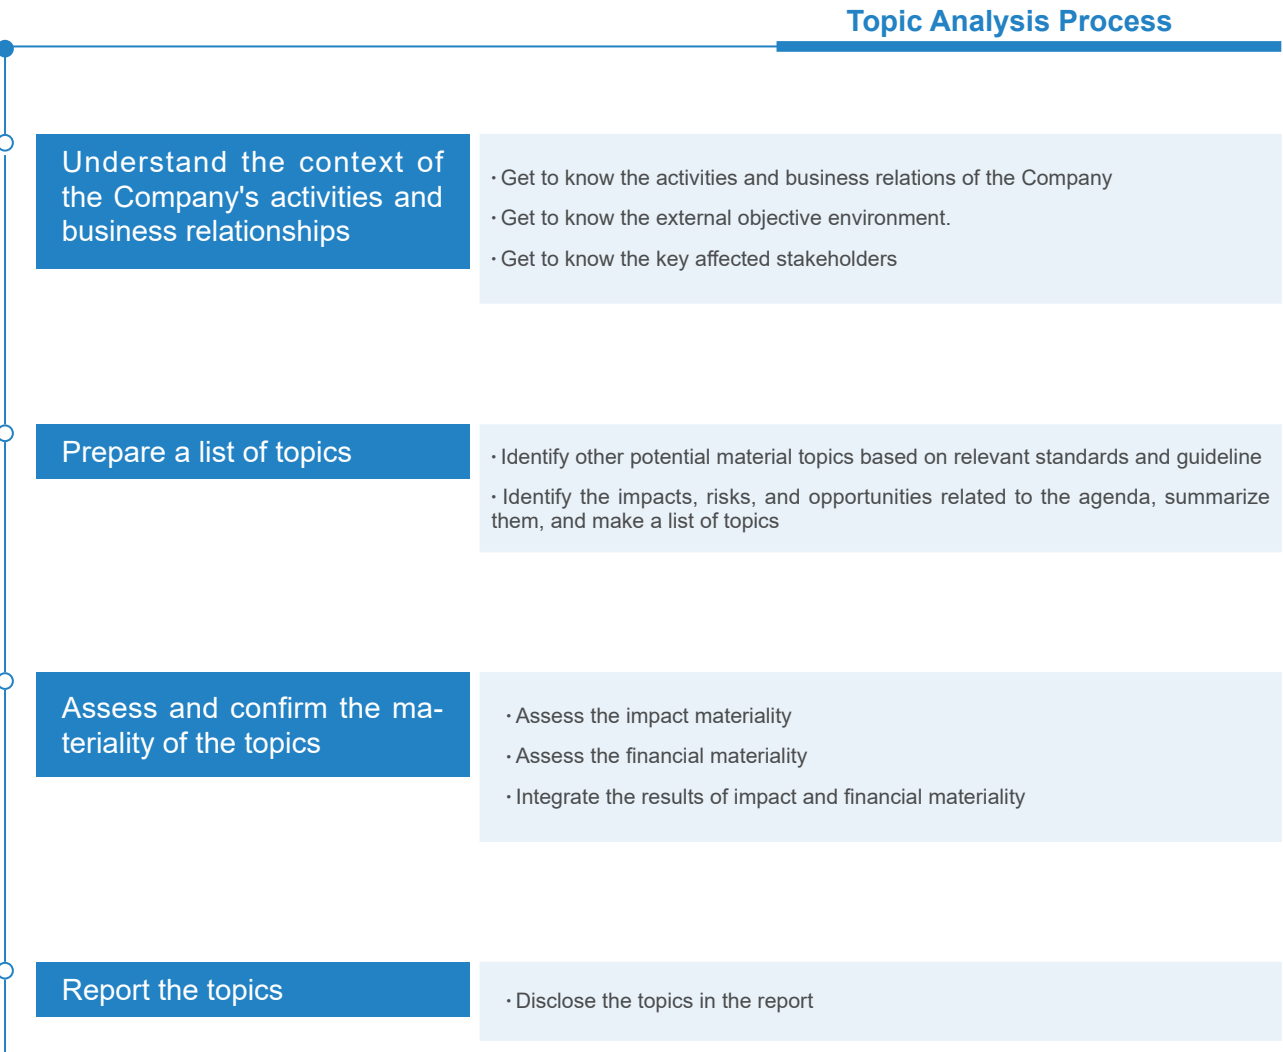 Topic Analysis Process
Understand the context of
the Company's activities and
business relationships
· Get to know the activities and business relations of the Company
· Get to know the external objective environment.
· Get to know the key affected stakeholders
Prepare a list of topics
· Identify other potential material topics based on relevant standards and guideline
· Identify the impacts, risks, and opportunities related to the agenda, summarize
them, and make a list of topics
Assess and confirm the ma-
teriality of the topics
· Assess the impact materiality
· Assess the financial materiality
· Integrate the results of impact and financial materiality
Report the topics
· Disclose the topics in the report